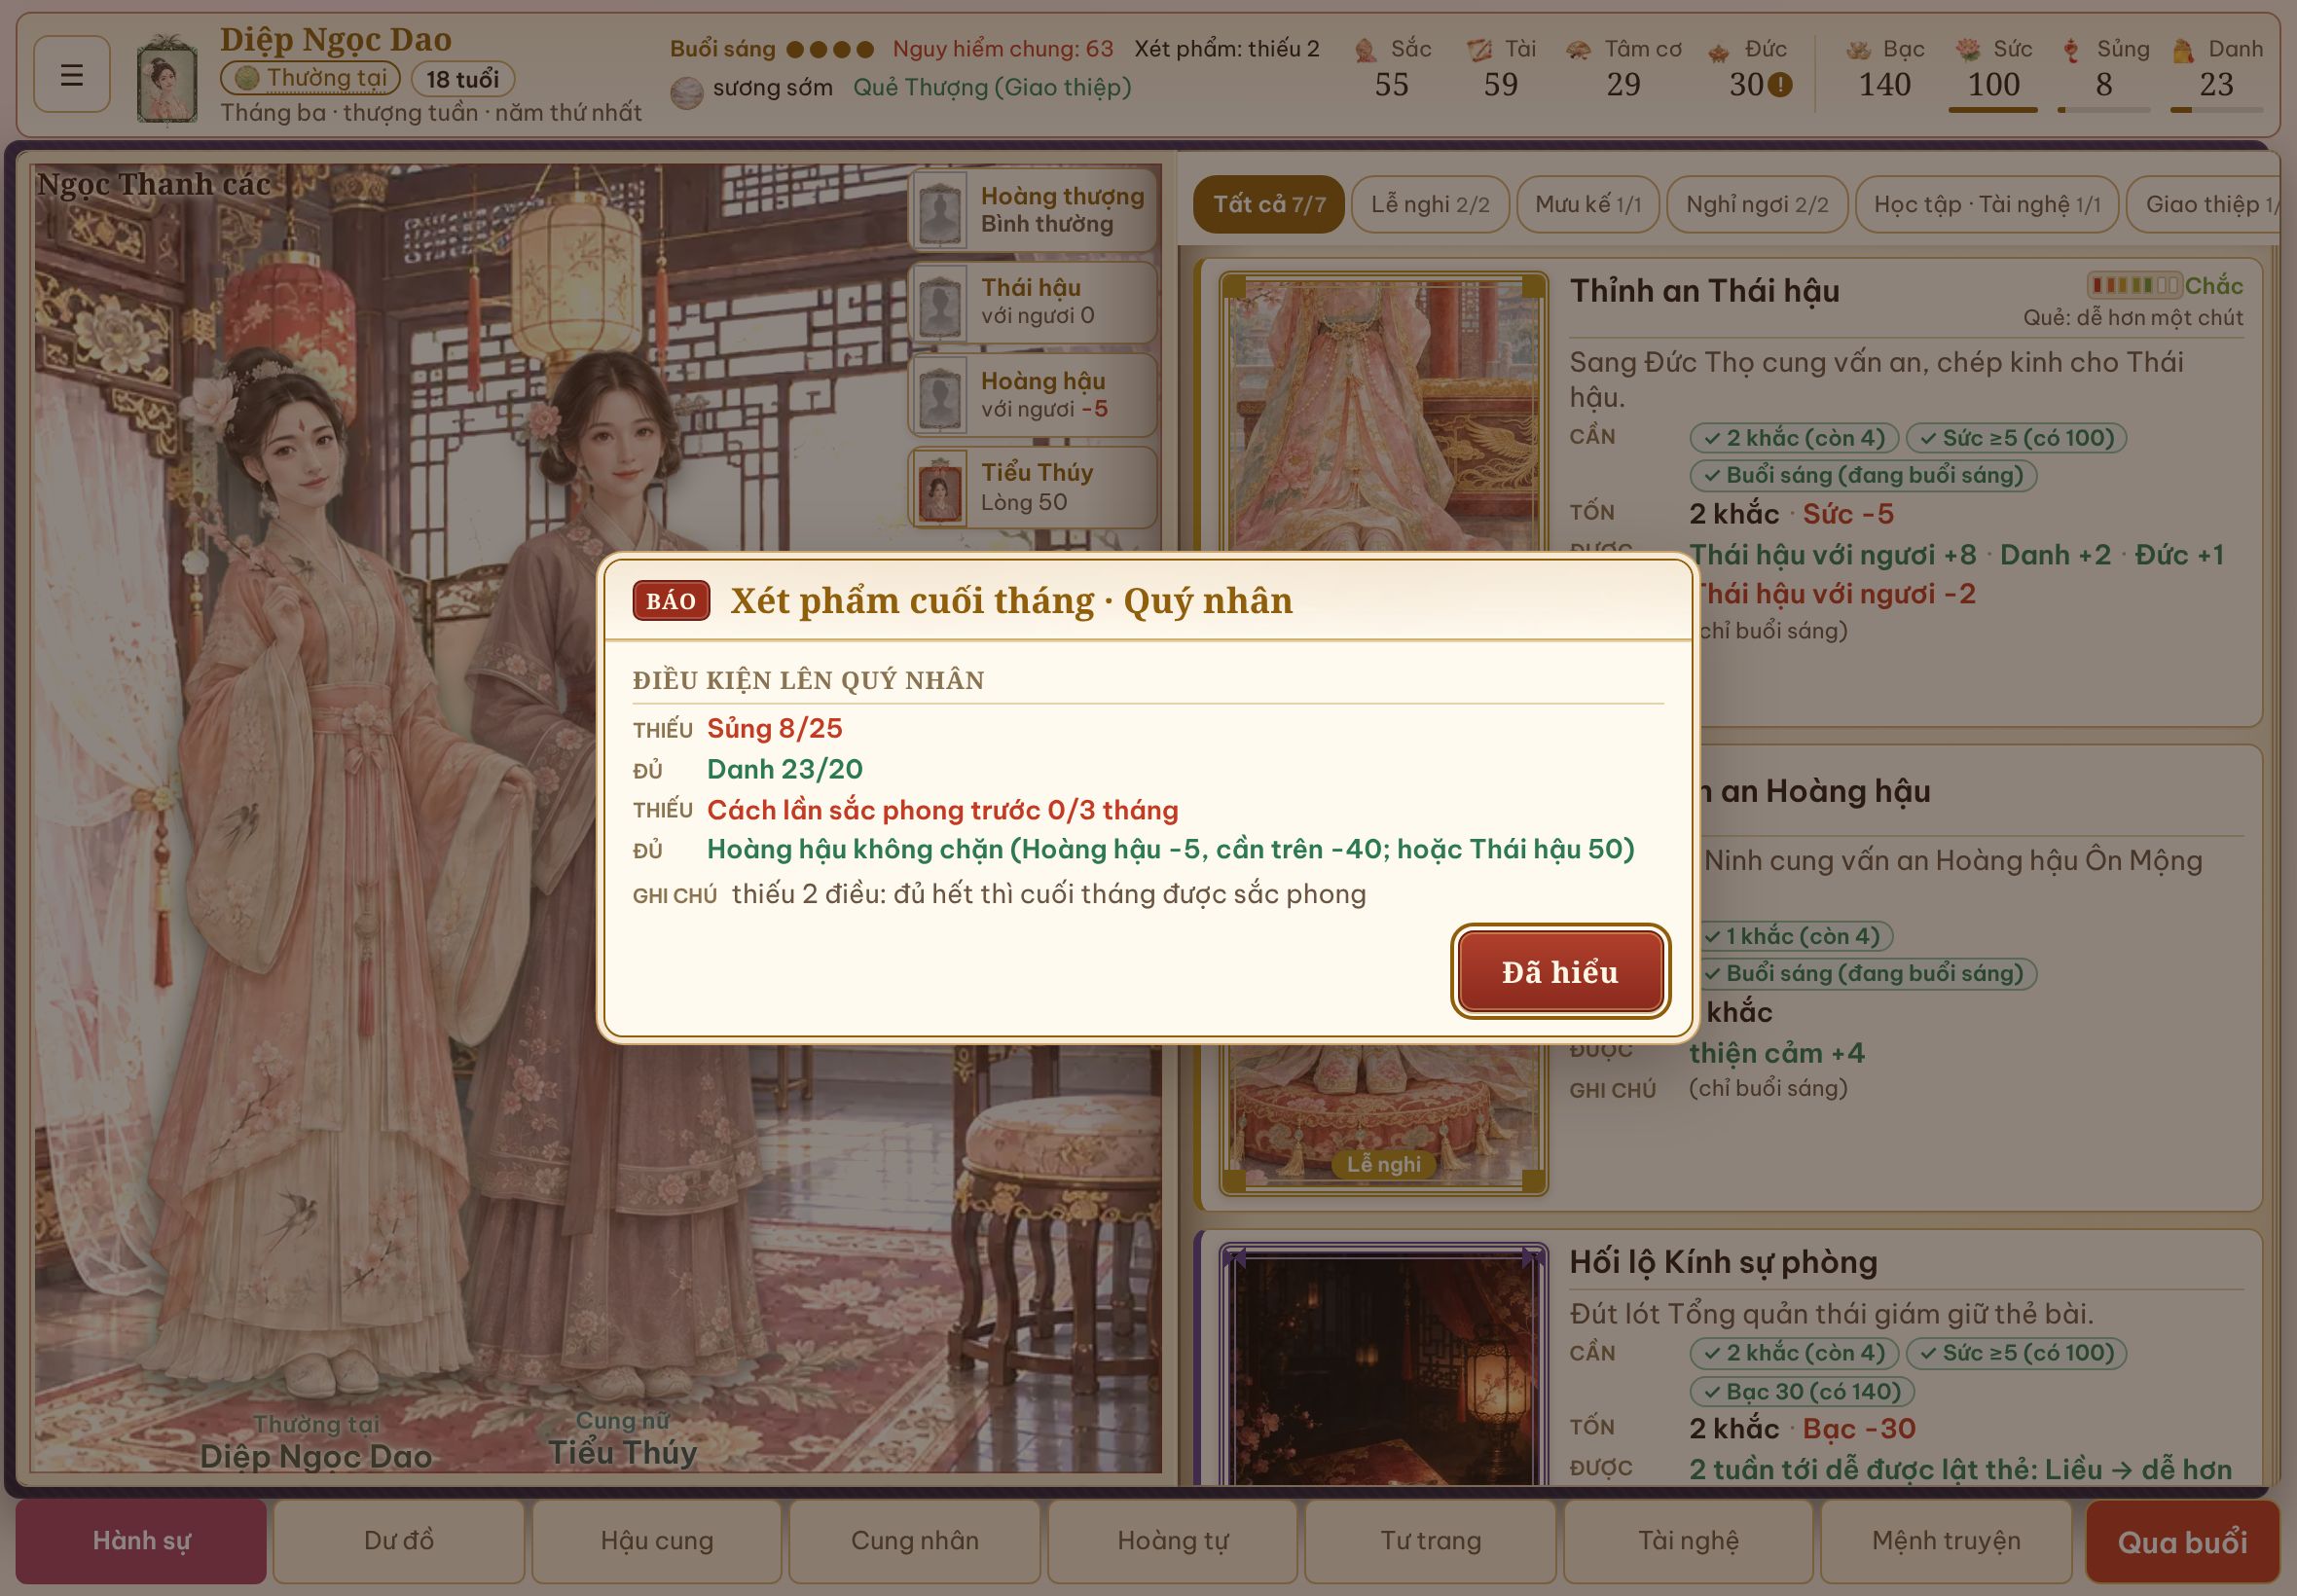 Diệp Ngọc Dao
Thường tại
18 tuổi
Tháng ba · thượng tuần · năm thứ nhất
Buổi sáng
Nguy hiểm chung: 63
Xét phẩm: thiếu 2
sương sớm
Quẻ Thượng (Giao thiệp)
Sắc
55
Tài
59
Tâm cơ
29
Đức
30
!
Bạc
140
Sức
100
Sủng
8
Danh
23
Ngọc Thanh các
Hoàng thượng
Bình thường
Thái hậu
với ngươi 0
Hoàng hậu
với ngươi -5
Tiểu Thúy
Lòng 50
Thường tại
Diệp Ngọc Dao
Cung nữ
Tiểu Thúy
Tất cả 7/7
Lễ nghi 2/2
Mưu kế 1/1
Nghỉ ngơi 2/2
Học tập · Tài nghệ 1/1
Giao thiệp 1/
Thỉnh an Thái hậu
Chắc
Quẻ: dễ hơn một chút
Sang Đức Thọ cung vấn an, chép kinh cho Thái
hậu.
CẦN
✓ 2 khắc (còn 4)
✓ Sức ≥5 (có 100)
✓ Buổi sáng (đang buổi sáng)
TỐN
2 khắc · Sức -5
ĐƯỢC
Thái hậu với ngươi +8 · Danh +2 · Đức +1
Thái hậu với ngươi -2
chỉ buổi sáng)
BÁO
Xét phẩm cuối tháng · Quý nhân
ĐIỀU KIỆN LÊN QUÝ NHÂN
THIẾU Sủng 8/25
ĐỦ Danh 23/20
THIẾU Cách lần sắc phong trước 0/3 tháng
ĐỦ Hoàng hậu không chặn (Hoàng hậu -5, cần trên -40; hoặc Thái hậu 50)
GHI CHÚ thiếu 2 điều: đủ hết thì cuối tháng được sắc phong
Đã hiểu
an Hoàng hậu
Ninh cung vấn an Hoàng hậu Ôn Mộng
✓ 1 khắc (còn 4)
✓ Buổi sáng (đang buổi sáng)
khắc
ĐƯỢC
thiện cảm +4
GHI CHÚ
(chỉ buổi sáng)
Lễ nghi
Hối lộ Kính sự phòng
Đút lót Tổng quản thái giám giữ thẻ bài.
CẦN
✓ 2 khắc (còn 4)
✓ Sức ≥5 (có 100)
✓ Bạc 30 (có 140)
TỐN
2 khắc · Bạc -30
ĐƯỢC
2 tuần tới dễ được lật thẻ: Liều → dễ hơn
Hành sự
Dư đồ
Hậu cung
Cung nhân
Hoàng tự
Tư trang
Tài nghệ
Mệnh truyện
Qua buổi